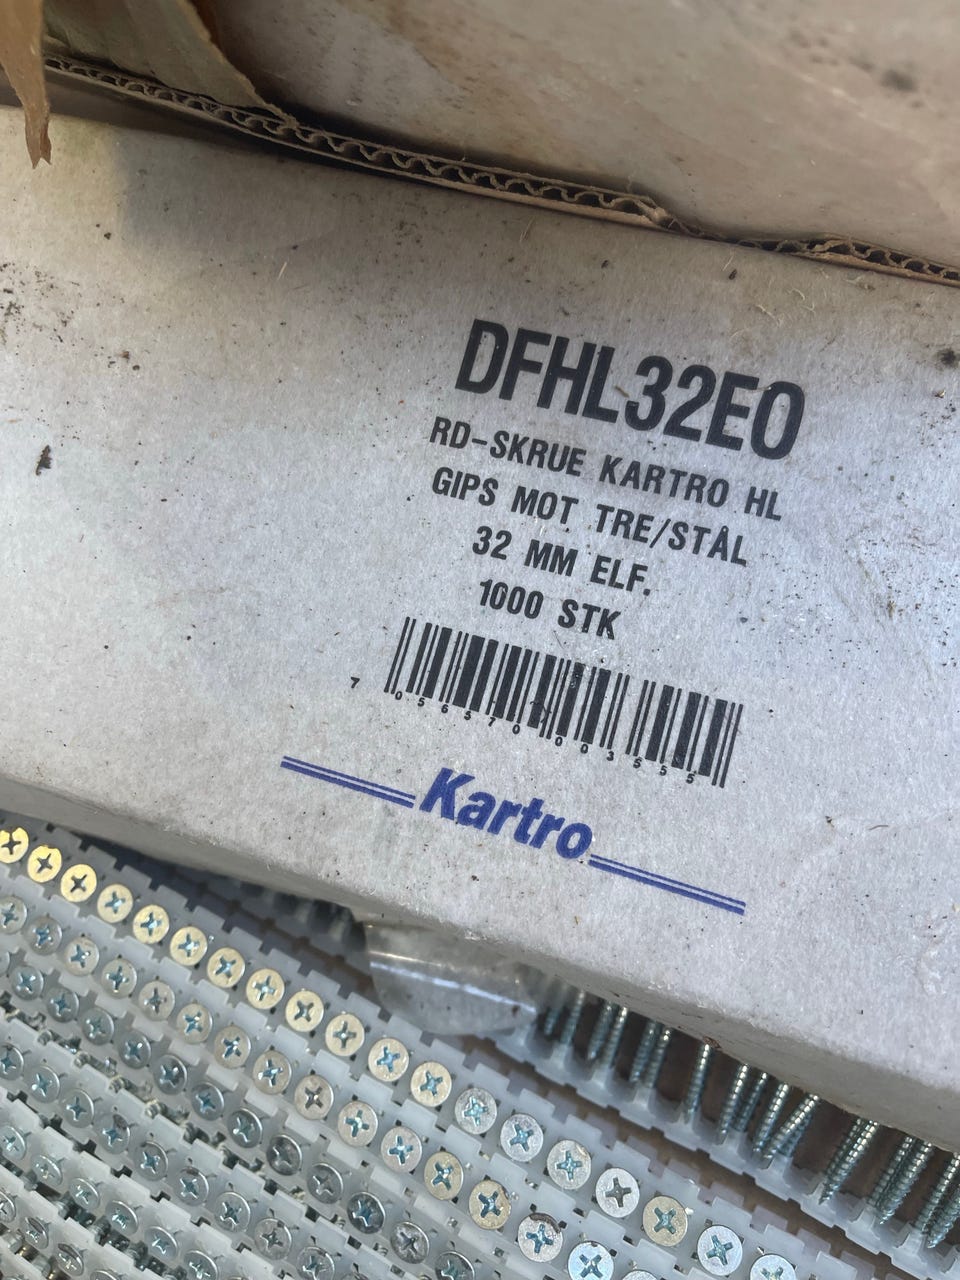 DFHL32EO
RD-SKRUE KARTRO HL
GIPS MOT TRE/STÅL
32 MM ELF.
1000 STK
7 056570 003555
Kartro